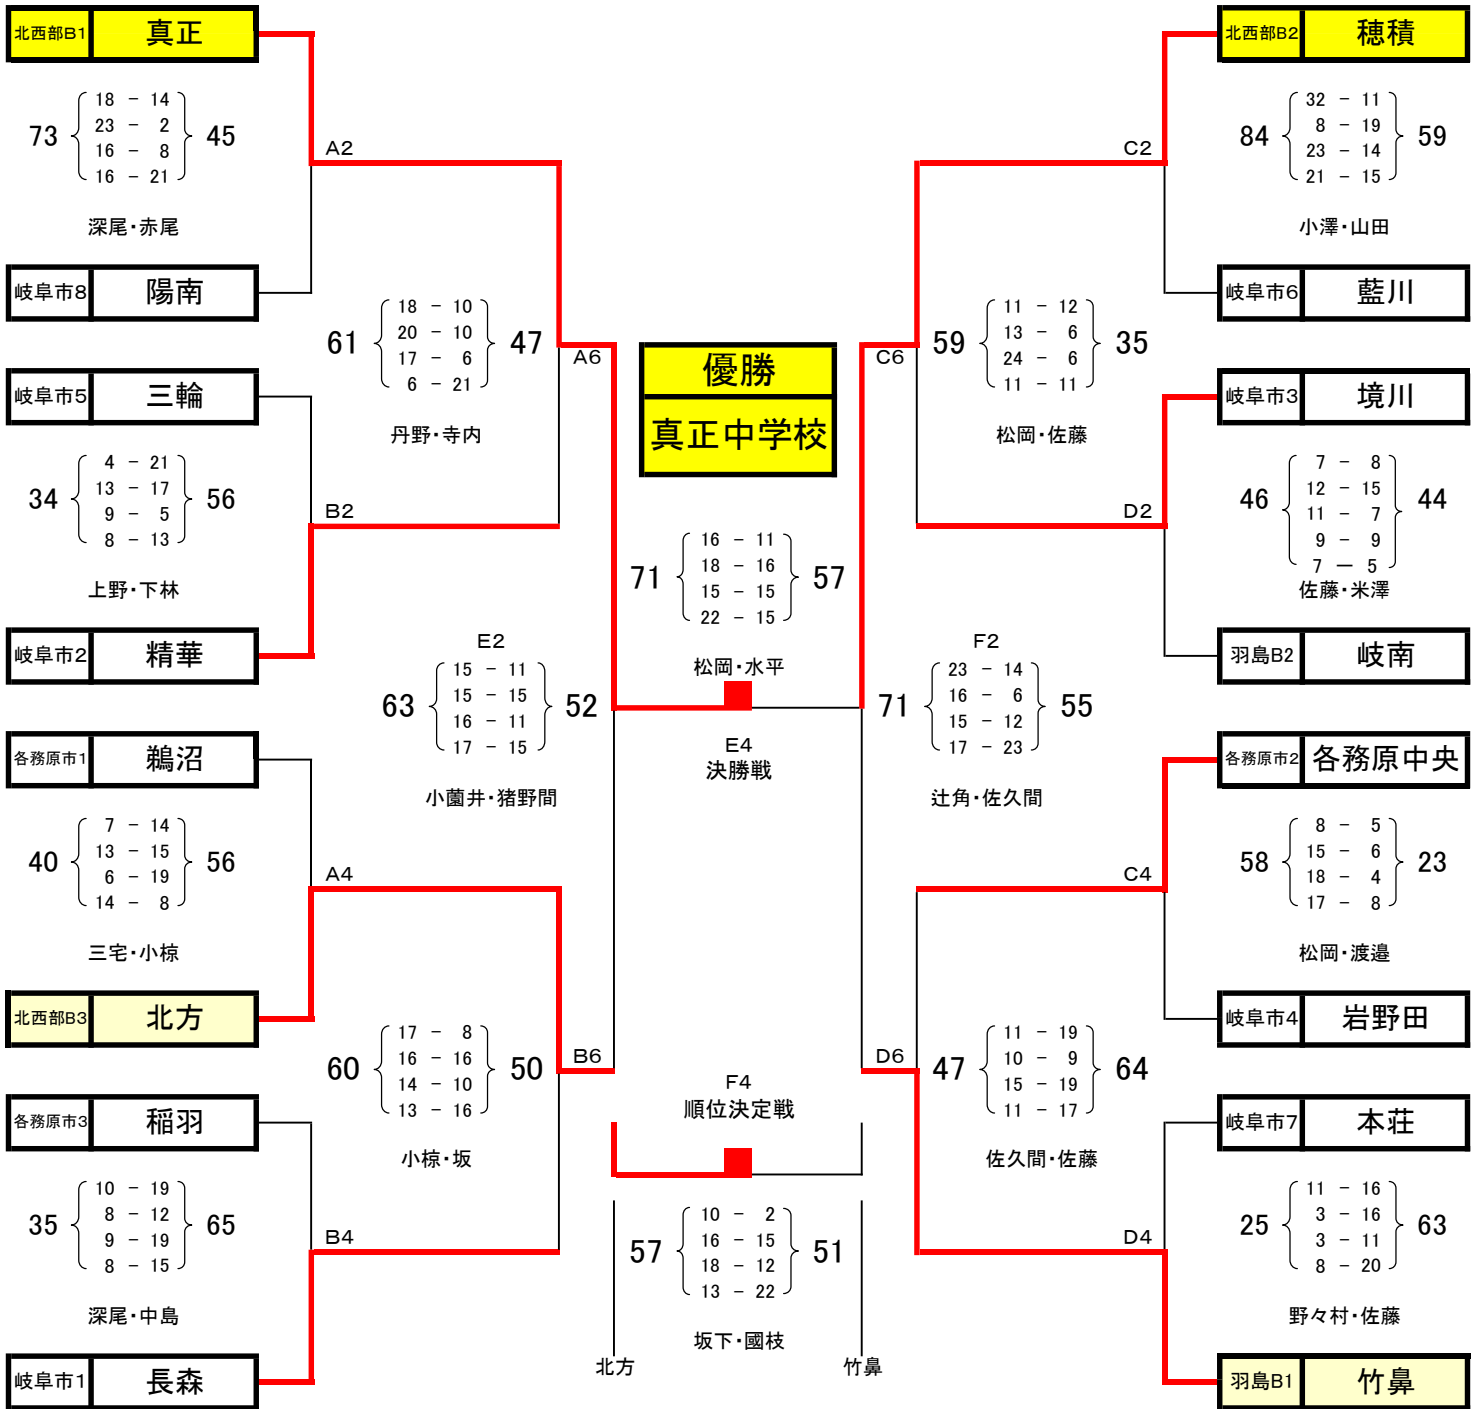 北西部B1 真正
73 18 - 14 45
23 - 2
16 - 8
16 - 21
深尾・赤尾
A2
岐阜市8 陽南
61 18 - 10 47
20 - 10
17 - 6
6 - 21
丹野・寺内
A6
岐阜市5 三輪
34 4 - 21 56
13 - 17
9 - 5
8 - 13
上野・下林
B2
岐阜市2 精華
E2
63 15 - 11 52
15 - 15
16 - 11
17 - 15
小薗井・猪野間
各務原市1 鵜沼
40 7 - 14 56
13 - 15
6 - 19
14 - 8
三宅・小椋
A4
北西部B3 北方
60 17 - 8 50
16 - 16
14 - 10
13 - 16
小椋・坂
B6
各務原市3 稲羽
35 10 - 19 65
8 - 12
9 - 19
8 - 15
深尾・中島
B4
岐阜市1 長森
優勝
真正中学校
71 16 - 11 57
18 - 16
15 - 15
22 - 15
松岡・水平
E4
決勝戦
F4
順位決定戦
57 10 - 2 51
16 - 15
18 - 12
13 - 22
坂下・國枝
北方 竹鼻
北西部B2 穂積
84 32 - 11 59
8 - 19
23 - 14
21 - 15
小澤・山田
C2
岐阜市6 藍川
C6
59 11 - 12 35
13 - 6
24 - 6
11 - 11
松岡・佐藤
岐阜市3 境川
46 7 - 8 44
12 - 15
11 - 7
9 - 9
7 － 5
佐藤・米澤
D2
羽島B2 岐南
F2
71 23 - 14 55
16 - 6
15 - 12
17 - 23
辻角・佐久間
各務原市2 各務原中央
58 8 - 5 23
15 - 6
18 - 4
17 - 8
松岡・渡邉
C4
岐阜市4 岩野田
D6
47 11 - 19 64
10 - 9
15 - 19
11 - 17
佐久間・佐藤
岐阜市7 本荘
25 11 - 16 63
3 - 16
3 - 11
8 - 20
野々村・佐藤
D4
羽島B1 竹鼻